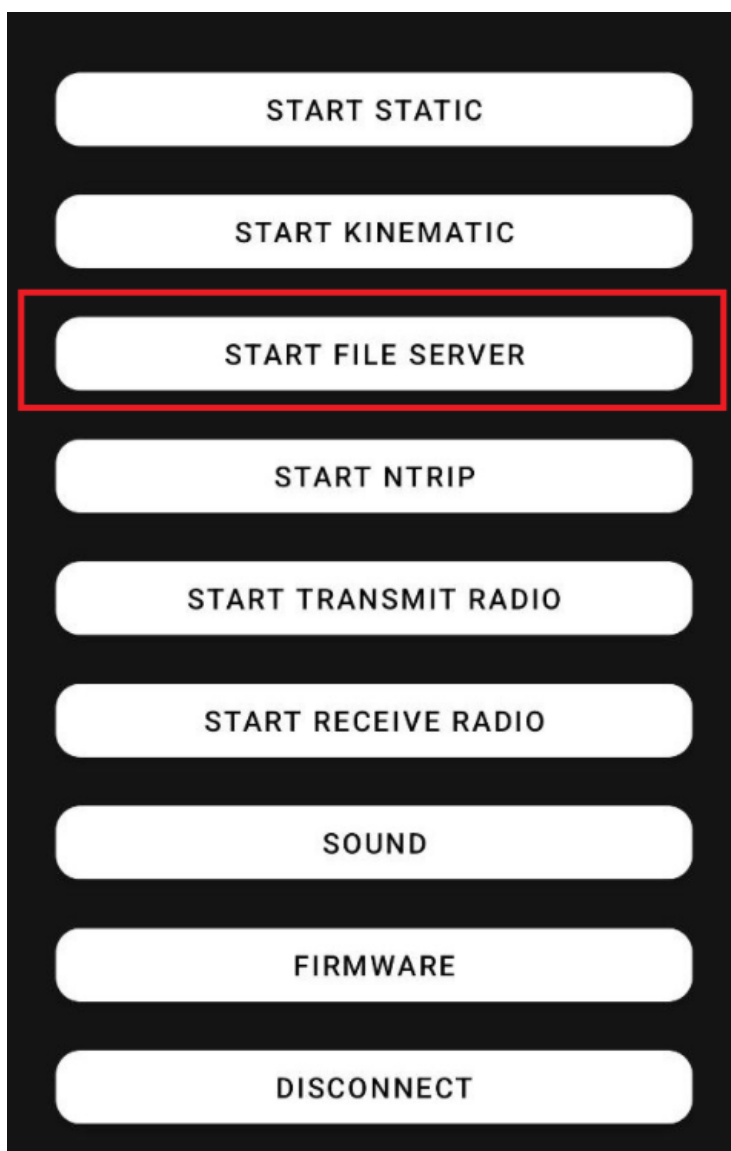 START STATIC
START KINEMATIC
START FILE SERVER
START NTRIP
START TRANSMIT RADIO
START RECEIVE RADIO
SOUND
FIRMWARE
DISCONNECT